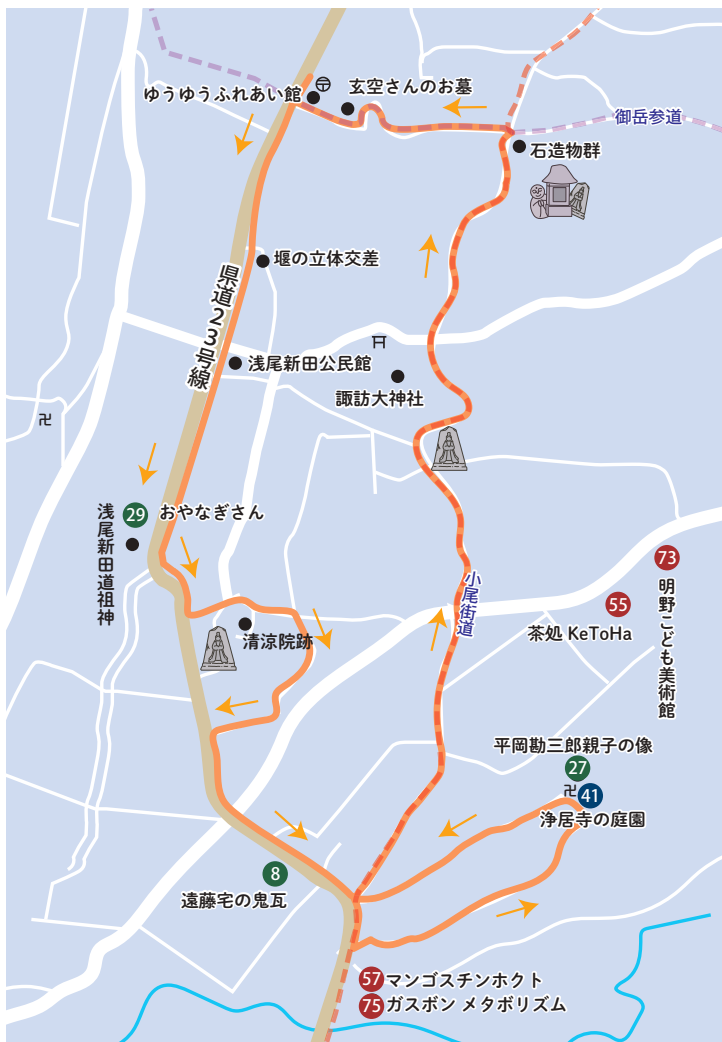 玄空さんのお墓
ゆうゆうふれあい館
御岳参道
石造物群
堰の立体交差
県道23号線
浅尾新田公民館
諏訪大神社
29 おやなぎさん
浅尾新田道祖神
小尾街道
73
明野こども美術館
55
茶処 KeToHa
清涼院跡
平岡勘三郎親子の像
27
41
浄居寺の庭園
8
遠藤宅の鬼瓦
57 マンゴスチンホクト
75 ガスボン メタボリズム